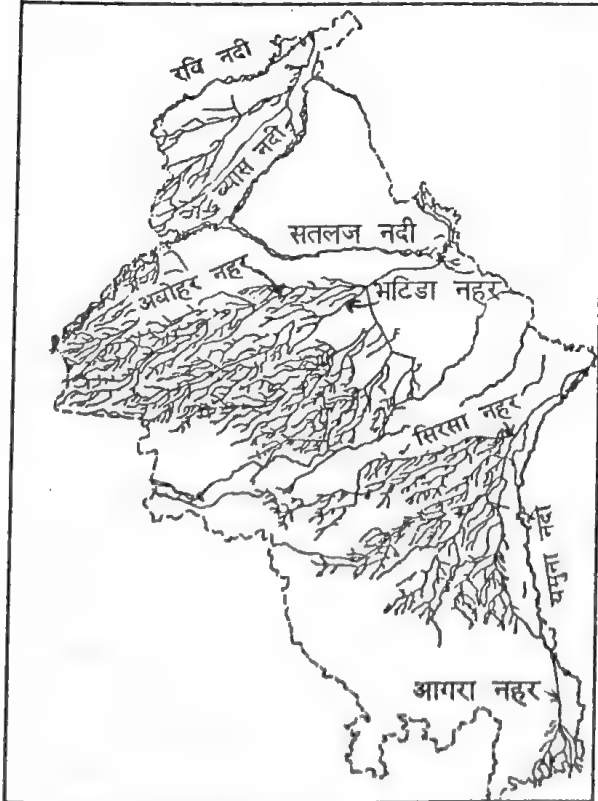 रवि नदी
ब्यास नदी
सतलज नदी
अबोहर नहर
भटिंडा नहर
सिरसा नहर
यमुना नदी
आगरा नहर